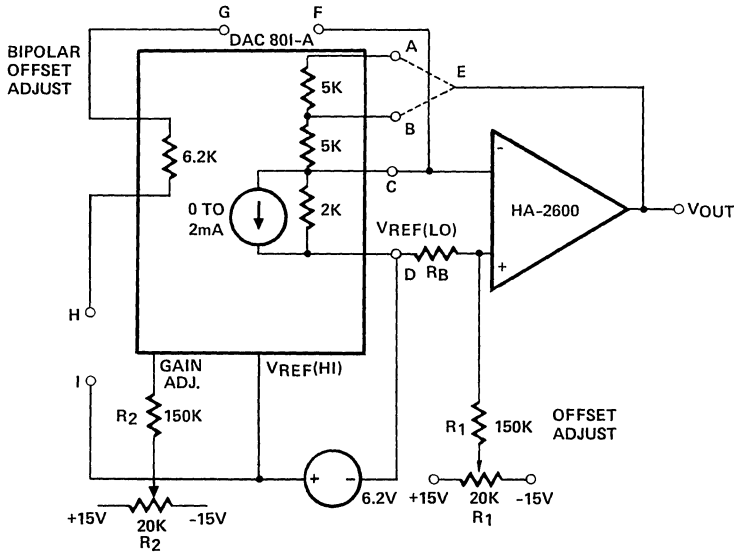 G
F
DAC 80I-A
BIPOLAR
OFFSET
ADJUST
A
E
5K
B
5K
6.2K
C
-
0 TO
2mA
2K
HA-2600
VOUT
VREF(LO)
D
RB
+
H
I
GAIN
ADJ.
VREF(HI)
R2
150K
R1
150K
OFFSET
ADJUST
+
-
6.2V
+15V
20K
-15V
R1
+15V
20K
-15V
R2